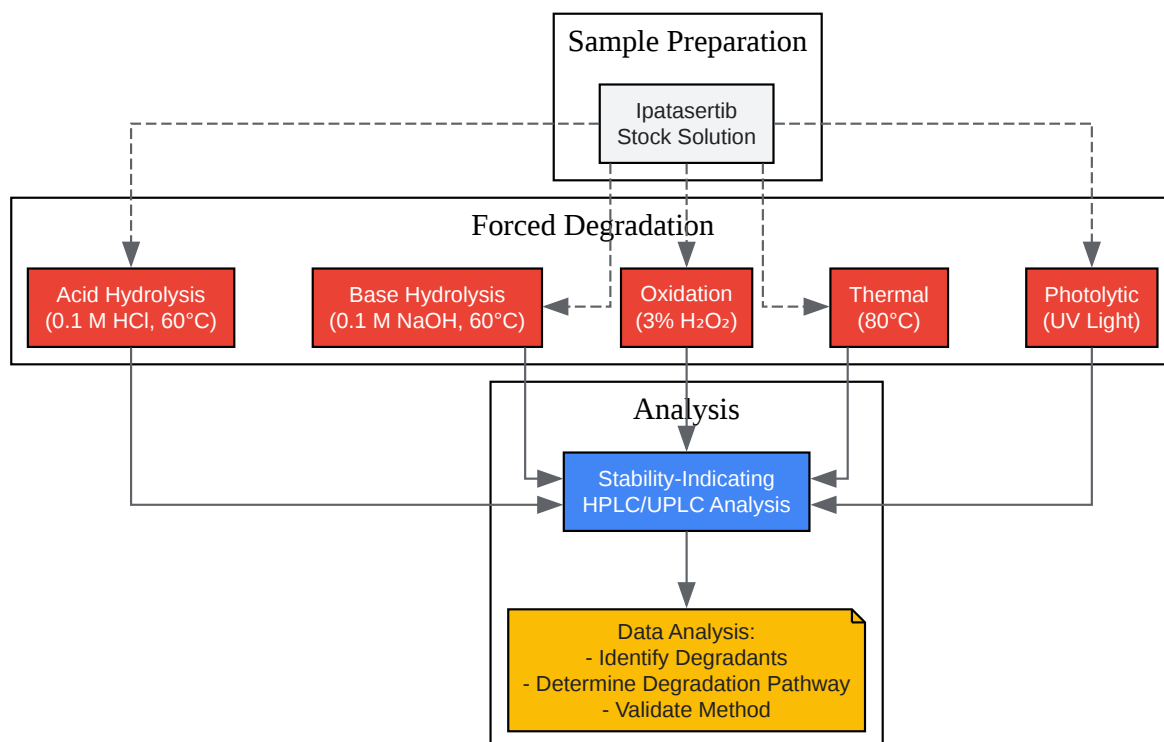 Sample Preparation
Ipatasertib
Stock Solution
Forced Degradation
Acid Hydrolysis
(0.1 M HCl, 60°C)
Base Hydrolysis
(0.1 M NaOH, 60°C)
Oxidation
(3% H₂O₂)
Thermal
(80°C)
Photolytic
(UV Light)
Analysis
Stability-Indicating
HPLC/UPLC Analysis
Data Analysis:
- Identify Degradants
- Determine Degradation Pathway
- Validate Method